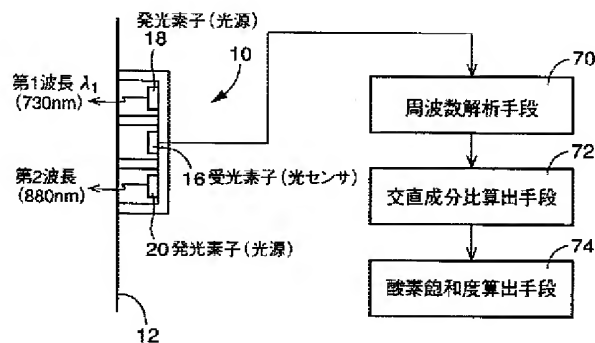 発光素子(光源)
18
10
第1波長 λ1
(730nm)
16 受光素子(光センサ)
第2波長
(880nm)
20 発光素子(光源)
12
70
周波数解析手段
72
交直成分比算出手段
74
酸素飽和度算出手段